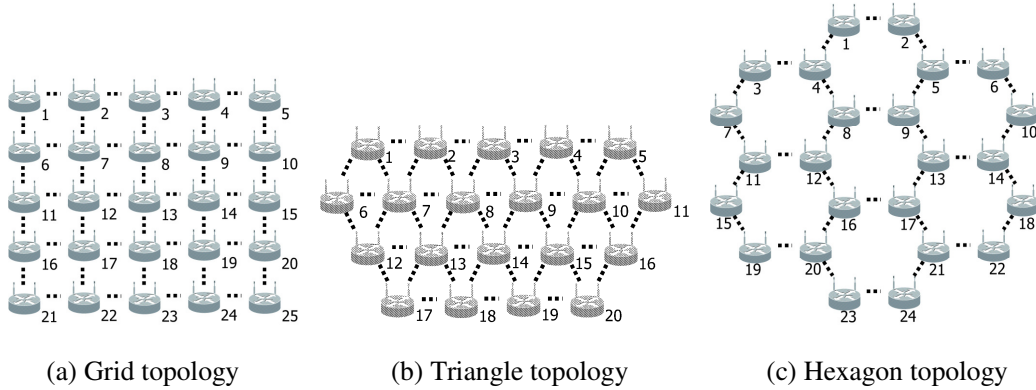 1 2 3 4 5
6 7 8 9 10
11 12 13 14 15
16 17 18 19 20
21 22 23 24 25
(a) Grid topology
1 2 3 4 5
6 7 8 9 10 11
12 13 14 15 16
17 18 19 20
(b) Triangle topology
1 2
3 4 5 6
7 8 9 10
11 12 13 14
15 16 17 18
19 20 21 22
23 24
(c) Hexagon topology